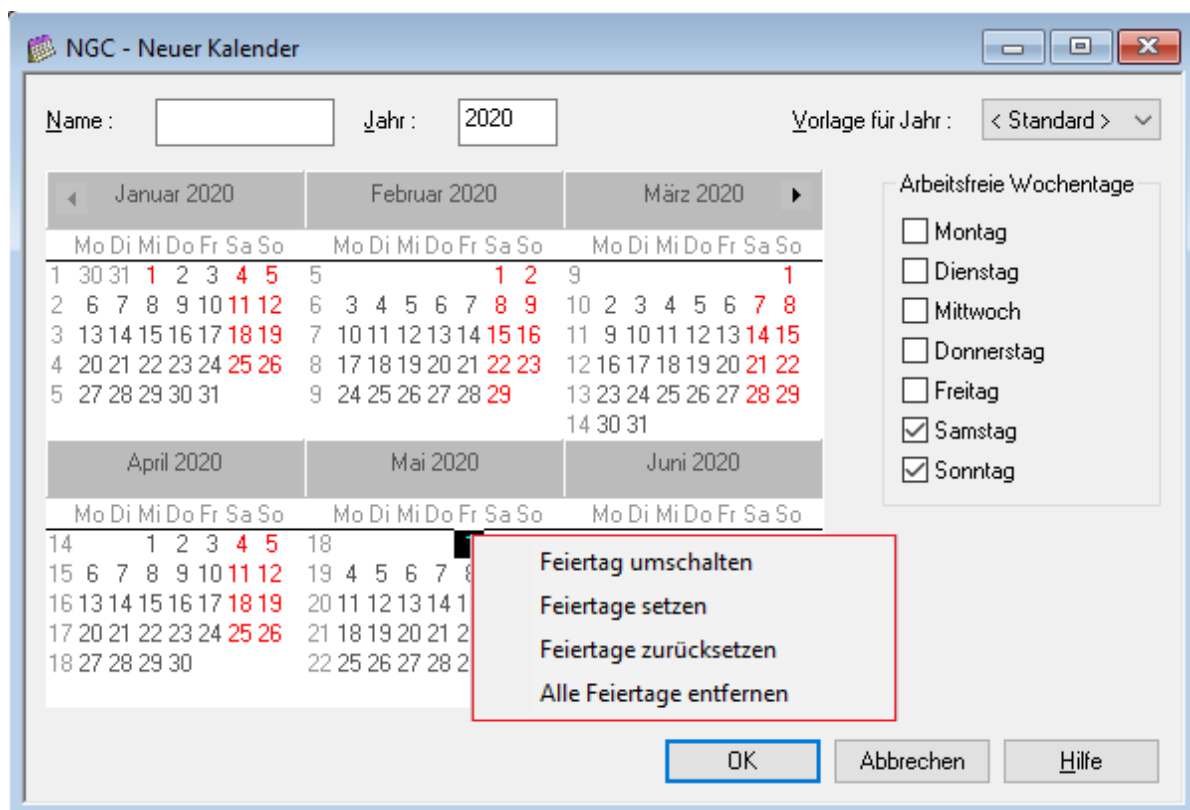 NGC - Neuer Kalender
Name : Jahr : 2020 Vorlage für Jahr : < Standard >
Januar 2020 Februar 2020 März 2020
Mo Di Mi Do Fr Sa So Mo Di Mi Do Fr Sa So Mo Di Mi Do Fr Sa So
1 30 31 1 2 3 4 5 5 1 2 9 1
2 6 7 8 9 10 11 12 6 3 4 5 6 7 8 9 10 2 3 4 5 6 7 8
3 13 14 15 16 17 18 19 7 10 11 12 13 14 15 16 11 9 10 11 12 13 14 15
4 20 21 22 23 24 25 26 8 17 18 19 20 21 22 23 12 16 17 18 19 20 21 22
5 27 28 29 30 31 9 24 25 26 27 28 29 13 23 24 25 26 27 28 29
14 30 31
April 2020 Mai 2020 Juni 2020
Mo Di Mi Do Fr Sa So Mo Di Mi Do Fr Sa So Mo Di Mi Do Fr Sa So
14 1 2 3 4 5 18
15 6 7 8 9 10 11 12 19 4 5 6 7
16 13 14 15 16 17 18 19 20 11 12 13 14
17 20 21 22 23 24 25 26 21 18 19 20 21
18 27 28 29 30 22 25 26 27 28
Arbeitsfreie Wochentage
Montag
Dienstag
Mittwoch
Donnerstag
Freitag
Samstag
Sonntag
Feiertag umschalten
Feiertage setzen
Feiertage zurücksetzen
Alle Feiertage entfernen
OK Abbrechen Hilfe